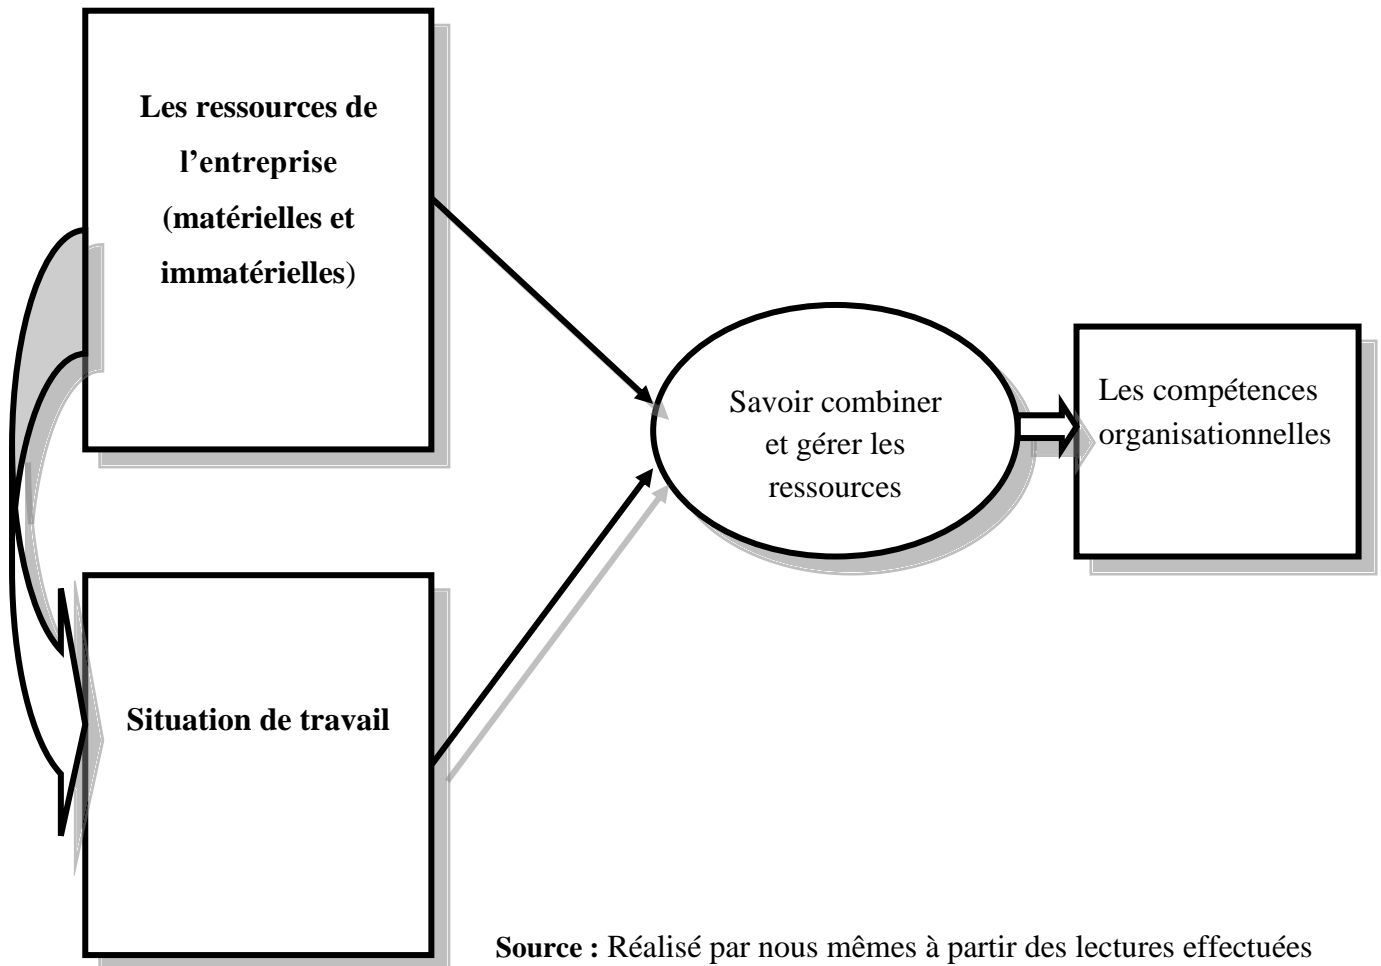 Les ressources de
l’entreprise
(matérielles et
immatérielles)
Savoir combiner
et gérer les
ressources
Les compétences
organisationnelles
Situation de travail
Source : Réalisé par nous mêmes à partir des lectures effectuées